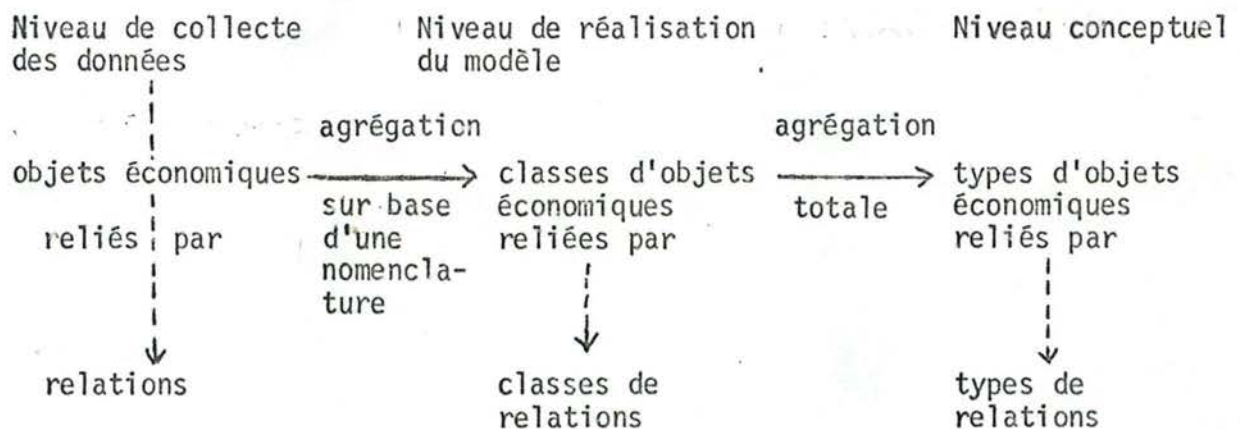 Niveau de collecte
des données
Niveau de réalisation
du modèle
Niveau conceptuel
agrégation
agrégation
objets économiques
classes d'objets
économiques
reliées par
types d'objets
économiques
reliés par
reliés par
sur base
d'une
nomencla-
ture
totale
relations
classes de
relations
types de
relations